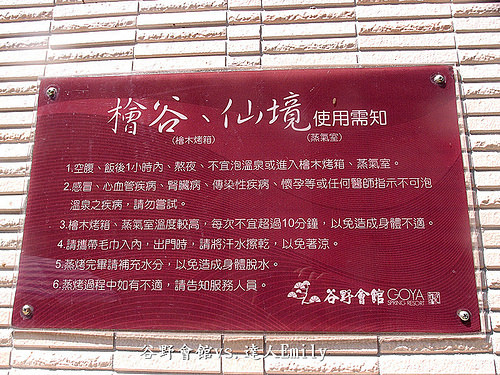 檜谷、仙境使用需知
(檜木烤箱) (蒸氣室)
1.空腹、飯後1小時內、熬夜、不宜泡溫泉或進入檜木烤箱、蒸氣室。
2.感冒、心血管疾病、腎臟病、傳染性疾病、懷孕等或任何醫師指示不可泡
溫泉之疾病，請勿嘗試。
3.檜木烤箱、蒸氣室溫度較高，每次不宜超過10分鐘，以免造成身體不適。
4.請攜帶毛巾入內，出門時，請將汗水擦乾，以免著涼。
5.蒸烤完畢請補充水分，以免造成身體脫水。
6.蒸烤過程中如有不適，請告知服務人員。
谷野會館 GOYA
SPRING RESORT
谷野會館vs.達人Emily